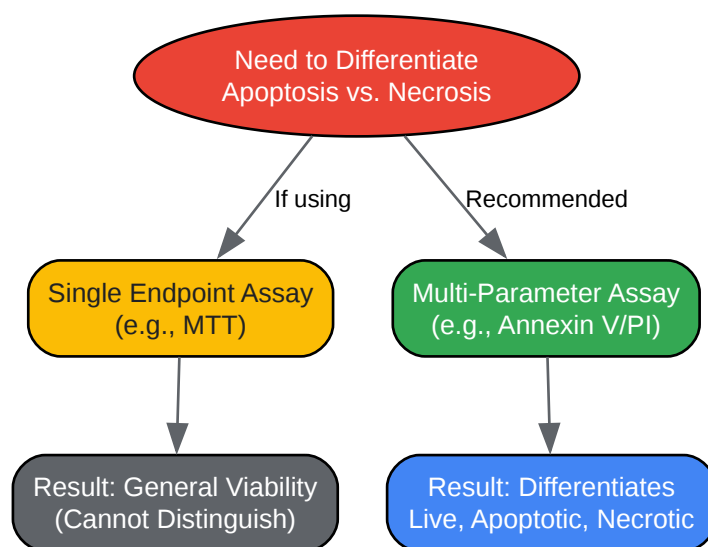 Need to Differentiate
Apoptosis vs. Necrosis
If using
Recommended
Single Endpoint Assay
(e.g., MTT)
Multi-Parameter Assay
(e.g., Annexin V/PI)
Result: General Viability
(Cannot Distinguish)
Result: Differentiates
Live, Apoptotic, Necrotic